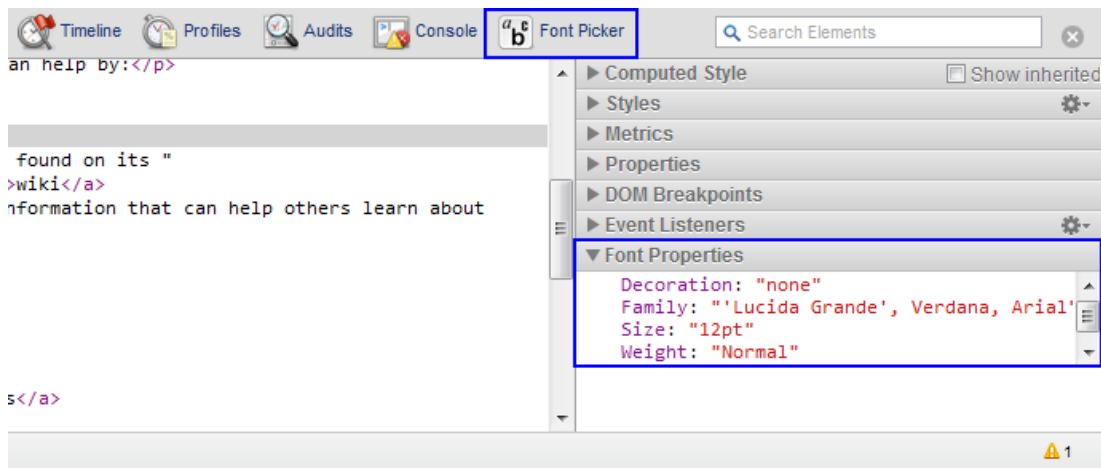 Timeline Profiles Audits Console abc Font Picker Search Elements
an help by:</p>
found on its "
>wiki</a>
nformation that can help others learn about
s</a>
Computed Style Show inherited
Styles
Metrics
Properties
DOM Breakpoints
Event Listeners
Font Properties
Decoration: "none"
Family: "'Lucida Grande', Verdana, Arial'
Size: "12pt"
Weight: "Normal"
1